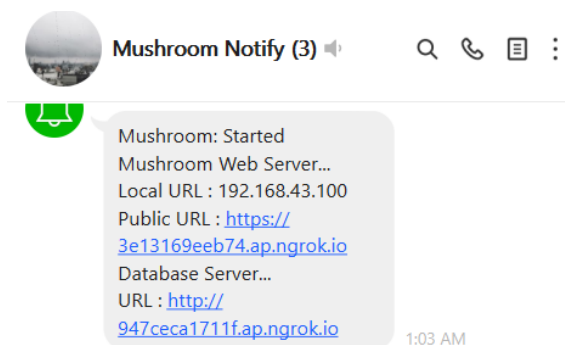 Mushroom Notify (3)
Mushroom: Started
Mushroom Web Server...
Local URL : 192.168.43.100
Public URL : https://
3e13169eeb74.ap.ngrok.io
Database Server...
URL : http://
947ceca1711f.ap.ngrok.io
1:03 AM